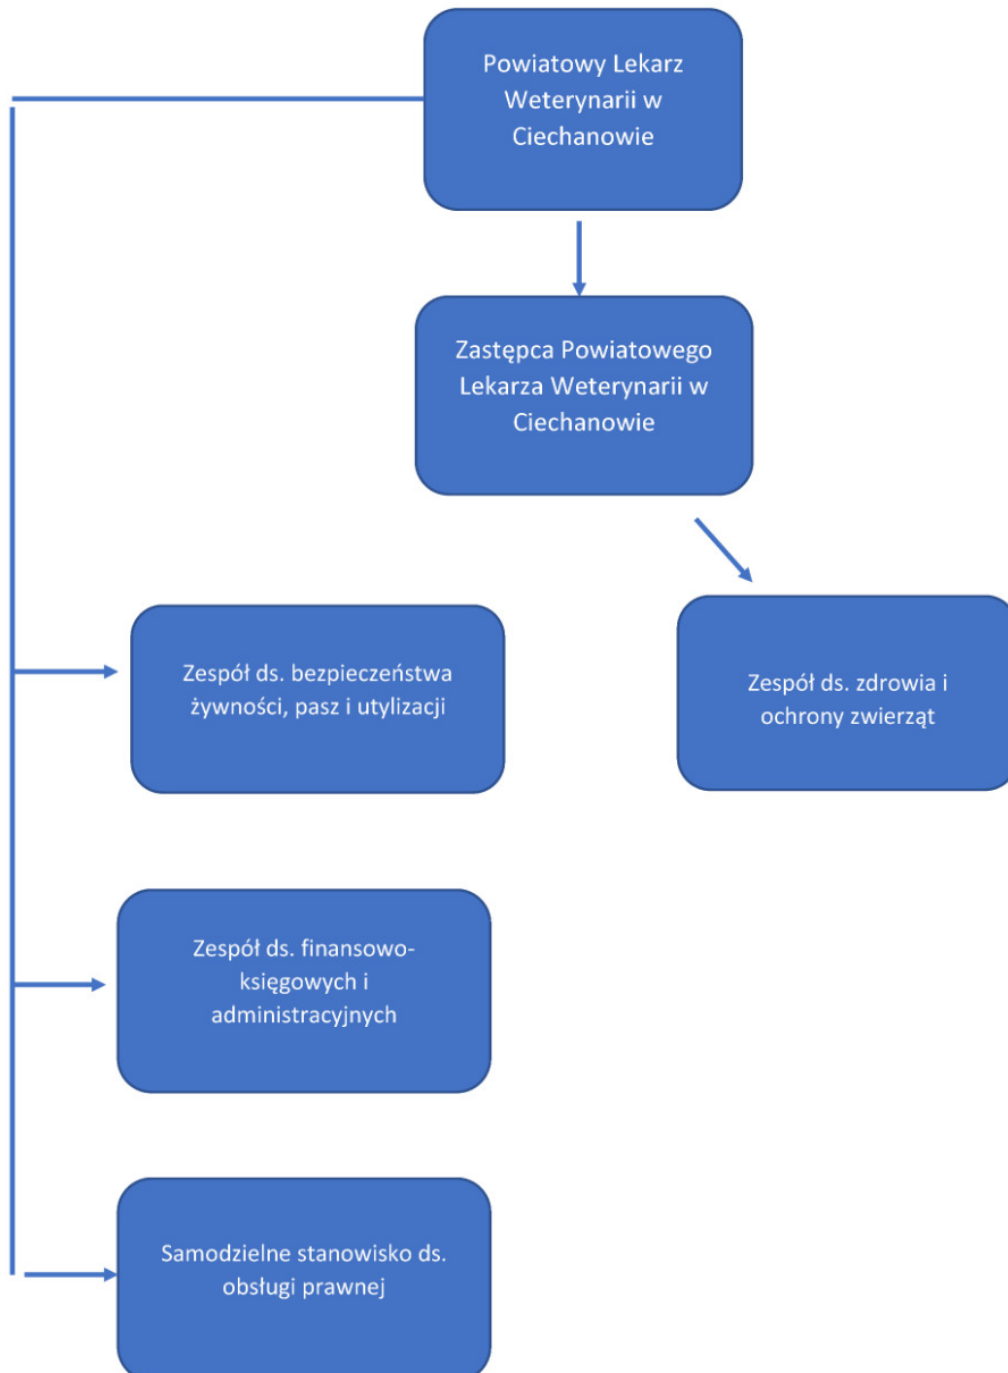 Powiatowy Lekarz
Weterynarii w
Ciechanowie
Zastępca Powiatowego
Lekarza Weterynarii w
Ciechanowie
Zespół ds. bezpieczeństwa
żywności, pasz i utylizacji
Zespół ds. zdrowia i
ochrony zwierząt
Zespół ds. finansowo-
księgowych i
administracyjnych
Samodzielne stanowisko ds.
obsługi prawnej